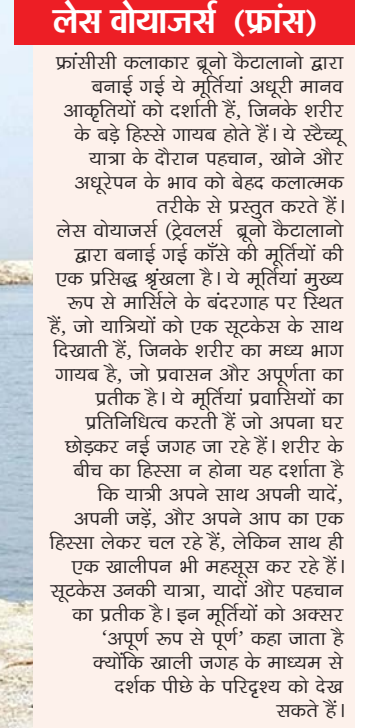 लेस वोयाजर्स (फ्रांस)
फ्रांसीसी कलाकार ब्रूनो कैटालानो द्वारा
बनाई गई ये मूर्तियां अधूरी मानव
आकृतियों को दर्शाती हैं, जिनके शरीर
के बड़े हिस्से गायब होते हैं। ये स्टैच्यू
यात्रा के दौरान पहचान, खोने और
अधूरेपन के भाव को बेहद कलात्मक
तरीके से प्रस्तुत करते हैं।
लेस वोयाजर्स (ट्रेवलर्स ब्रूनो कैटालानो
द्वारा बनाई गई काँसे की मूर्तियों की
एक प्रसिद्ध श्रृंखला है। ये मूर्तियां मुख्य
रूप से मार्सिले के बंदरगाह पर स्थित
हैं, जो यात्रियों को एक सूटकेस के साथ
दिखाती हैं, जिनके शरीर का मध्य भाग
गायब है, जो प्रवासन और अपूर्णता का
प्रतीक है। ये मूर्तियां प्रवासियों का
प्रतिनिधित्व करती हैं जो अपना घर
छोड़कर नई जगह जा रहे हैं। शरीर के
बीच का हिस्सा न होना यह दर्शाता है
कि यात्री अपने साथ अपनी यादें,
अपनी जड़ें, और अपने आप का एक
हिस्सा लेकर चल रहे हैं, लेकिन साथ ही
एक खालीपन भी महसूस कर रहे हैं।
सूटकेस उनकी यात्रा, यादों और पहचान
का प्रतीक है। इन मूर्तियों को अक्सर
‘अपूर्ण रूप से पूर्ण’ कहा जाता है
क्योंकि खाली जगह के माध्यम से
दर्शक पीछे के परिदृश्य को देख
सकते हैं।